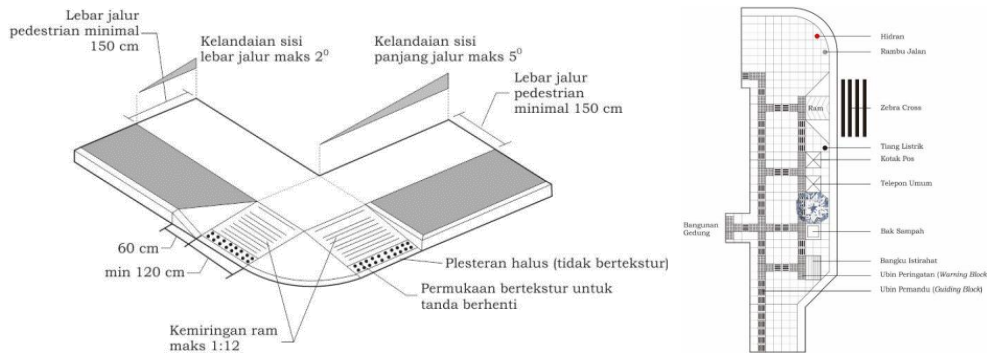 Lebar jalur
pedestrian minimal
150 cm
Kelandaian sisi
lebar jalur maks 2⁰
Kelandaian sisi
panjang jalur maks 5⁰
Lebar jalur
pedestrian
minimal 150 cm
60 cm
min 120 cm
Plesteran halus (tidak bertekstur)
Permukaan bertekstur untuk
tanda berhenti
Kemiringan ram
maks 1:12
Hidran
Rambu Jalan
Ram
Zebra Cross
Tiang Listrik
Kotak Pos
Telepon Umum
Bangunan
Gedung
Bak Sampah
Bangku Istirahat
Ubin Peringatan (Warning Block)
Ubin Pemandu (Guiding Block)